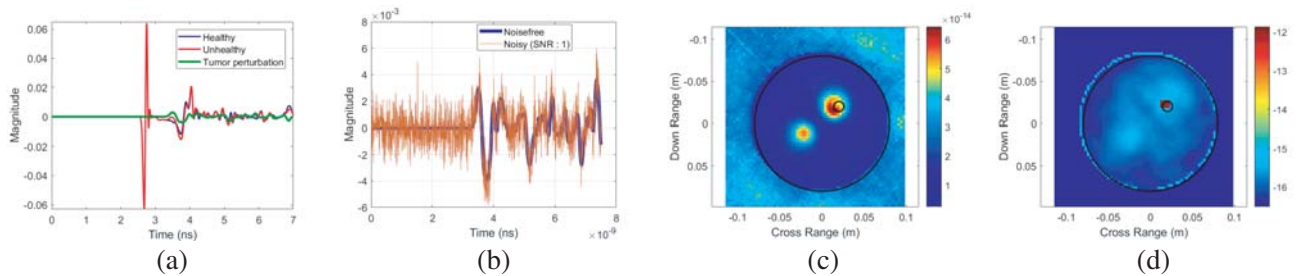 0.06
0.04
0.02
0
-0.02
-0.04
-0.06
Magnitude
Healthy
Unhealthy
Tumor perturbation
0 1 2 3 4 5 6 7
Time (ns)
(a)
×10⁻³
8
6
4
2
0
-2
-4
-6
Magnitude
Noisefree
Noisy (SNR : 1)
0 2 4 6 8
Time (ns) ×10⁻⁹
(b)
-0.1
-0.05
0
0.05
Down Range (m)
-0.1 -0.05 0 0.05 0.1
Cross Range (m)
×10⁻¹⁴
6
5
4
3
2
1
(c)
-0.1
-0.05
0
0.05
Down Range (m)
-0.1 -0.05 0 0.05 0.1
Cross Range (m)
-12
-13
-14
-15
-16
(d)